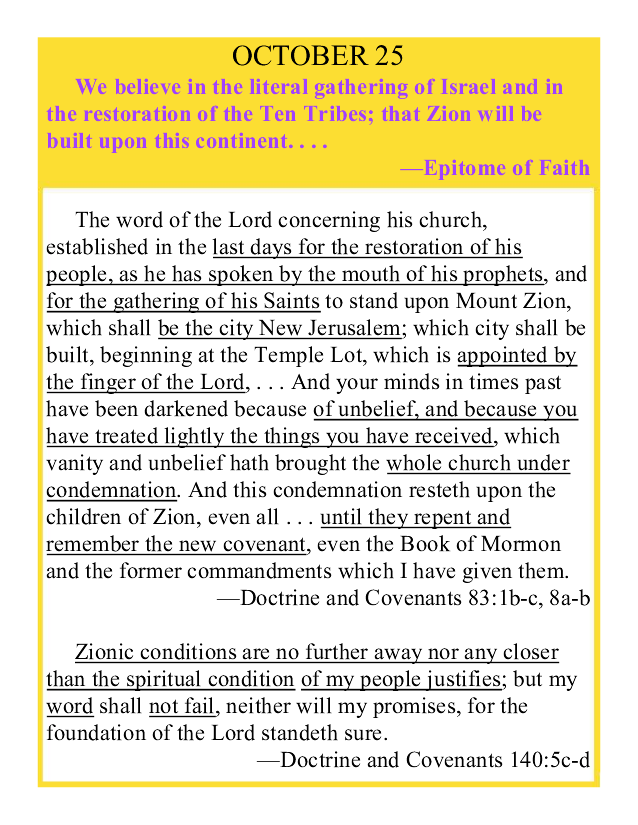 OCTOBER 25
We believe in the literal gathering of Israel and in
the restoration of the Ten Tribes; that Zion will be
built upon this continent. . . .
—Epitome of Faith
The word of the Lord concerning his church,
established in the last days for the restoration of his
people, as he has spoken by the mouth of his prophets, and
for the gathering of his Saints to stand upon Mount Zion,
which shall be the city New Jerusalem; which city shall be
built, beginning at the Temple Lot, which is appointed by
the finger of the Lord, . . . And your minds in times past
have been darkened because of unbelief, and because you
have treated lightly the things you have received, which
vanity and unbelief hath brought the whole church under
condemnation. And this condemnation resteth upon the
children of Zion, even all . . . until they repent and
remember the new covenant, even the Book of Mormon
and the former commandments which I have given them.
—Doctrine and Covenants 83:1b-c, 8a-b
Zionic conditions are no further away nor any closer
than the spiritual condition of my people justifies; but my
word shall not fail, neither will my promises, for the
foundation of the Lord standeth sure.
—Doctrine and Covenants 140:5c-d